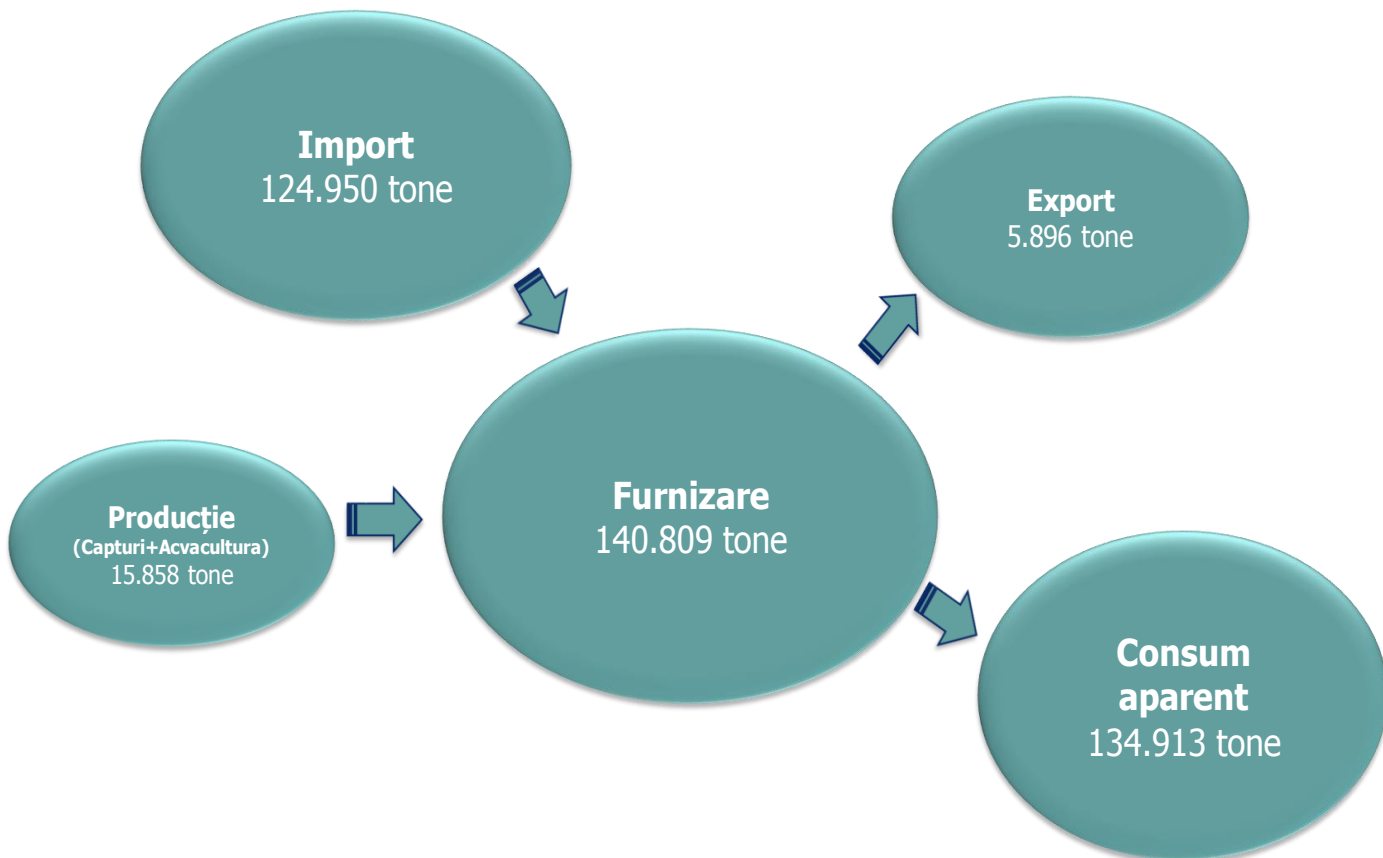 Import
124.950 tone
Export
5.896 tone
Producție
(Capturi+Acvacultura)
15.858 tone
Furnizare
140.809 tone
Consum
aparent
134.913 tone